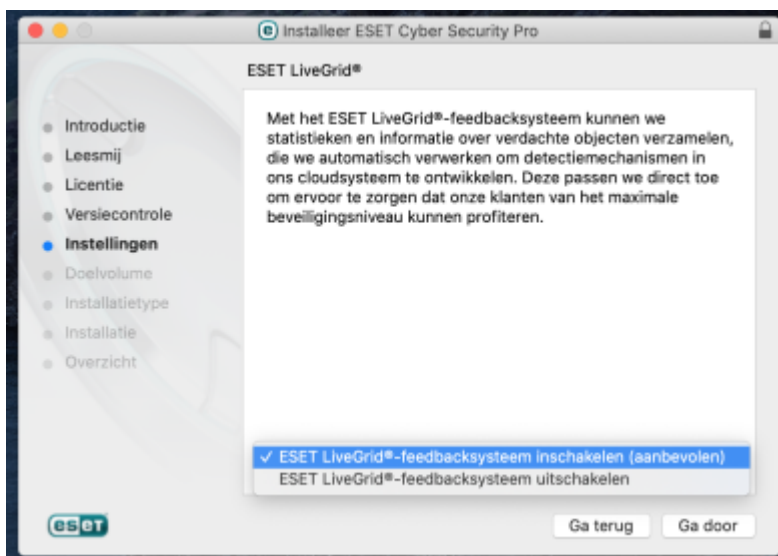 Installeer ESET Cyber Security Pro
ESET LiveGrid®
Introductie
Leesmij
Licentie
Versiecontrole
Instellingen
Doelvolume
Installatietype
Installatie
Overzicht
Met het ESET LiveGrid®-feedbacksysteem kunnen we
statistieken en informatie over verdachte objecten verzamelen,
die we automatisch verwerken om detectiemechanismen in
ons cloudsysteem te ontwikkelen. Deze passen we direct toe
om ervoor te zorgen dat onze klanten van het maximale
beveiligingsniveau kunnen profiteren.
✓ ESET LiveGrid®-feedbacksysteem inschakelen (aanbevolen)
ESET LiveGrid®-feedbacksysteem uitschakelen
eset
Ga terug
Ga door